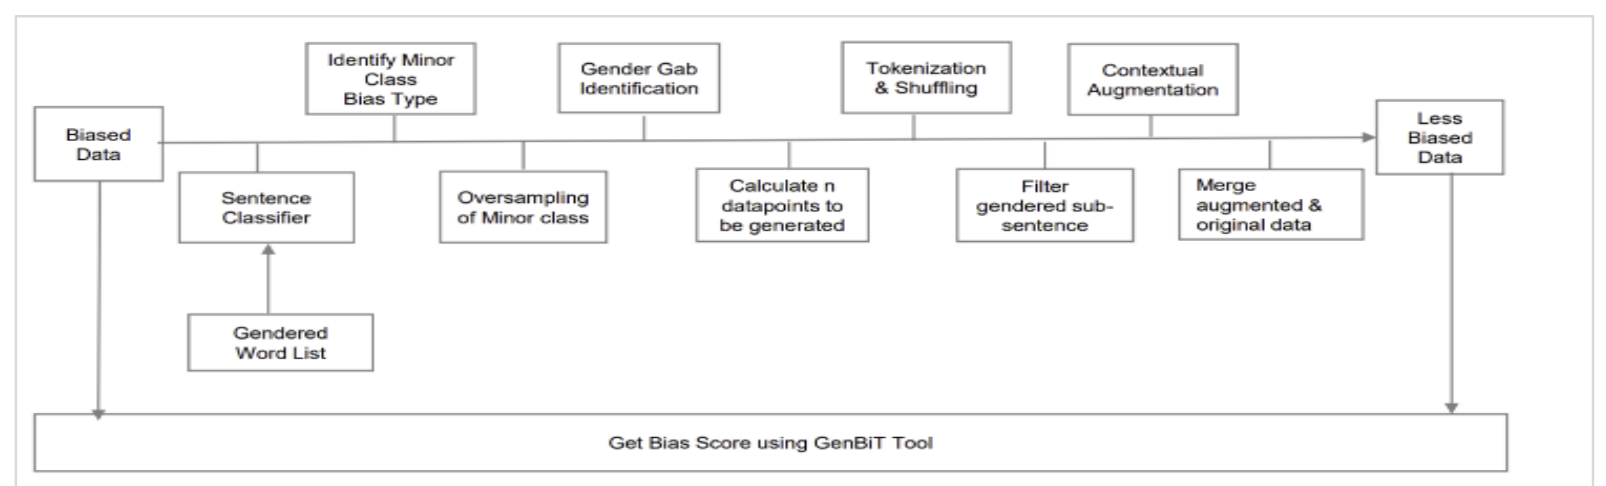 Identify Minor
Class
Bias Type
Gender Gab
Identification
Tokenization
& Shuffling
Contextual
Augmentation
Biased
Data
Less
Biased
Data
Sentence
Classifier
Oversampling
of Minor class
Calculate n
datapoints to
be generated
Filter
gendered sub-
sentence
Merge
augmented &
original data
Gendered
Word List
Get Bias Score using GenBiT Tool